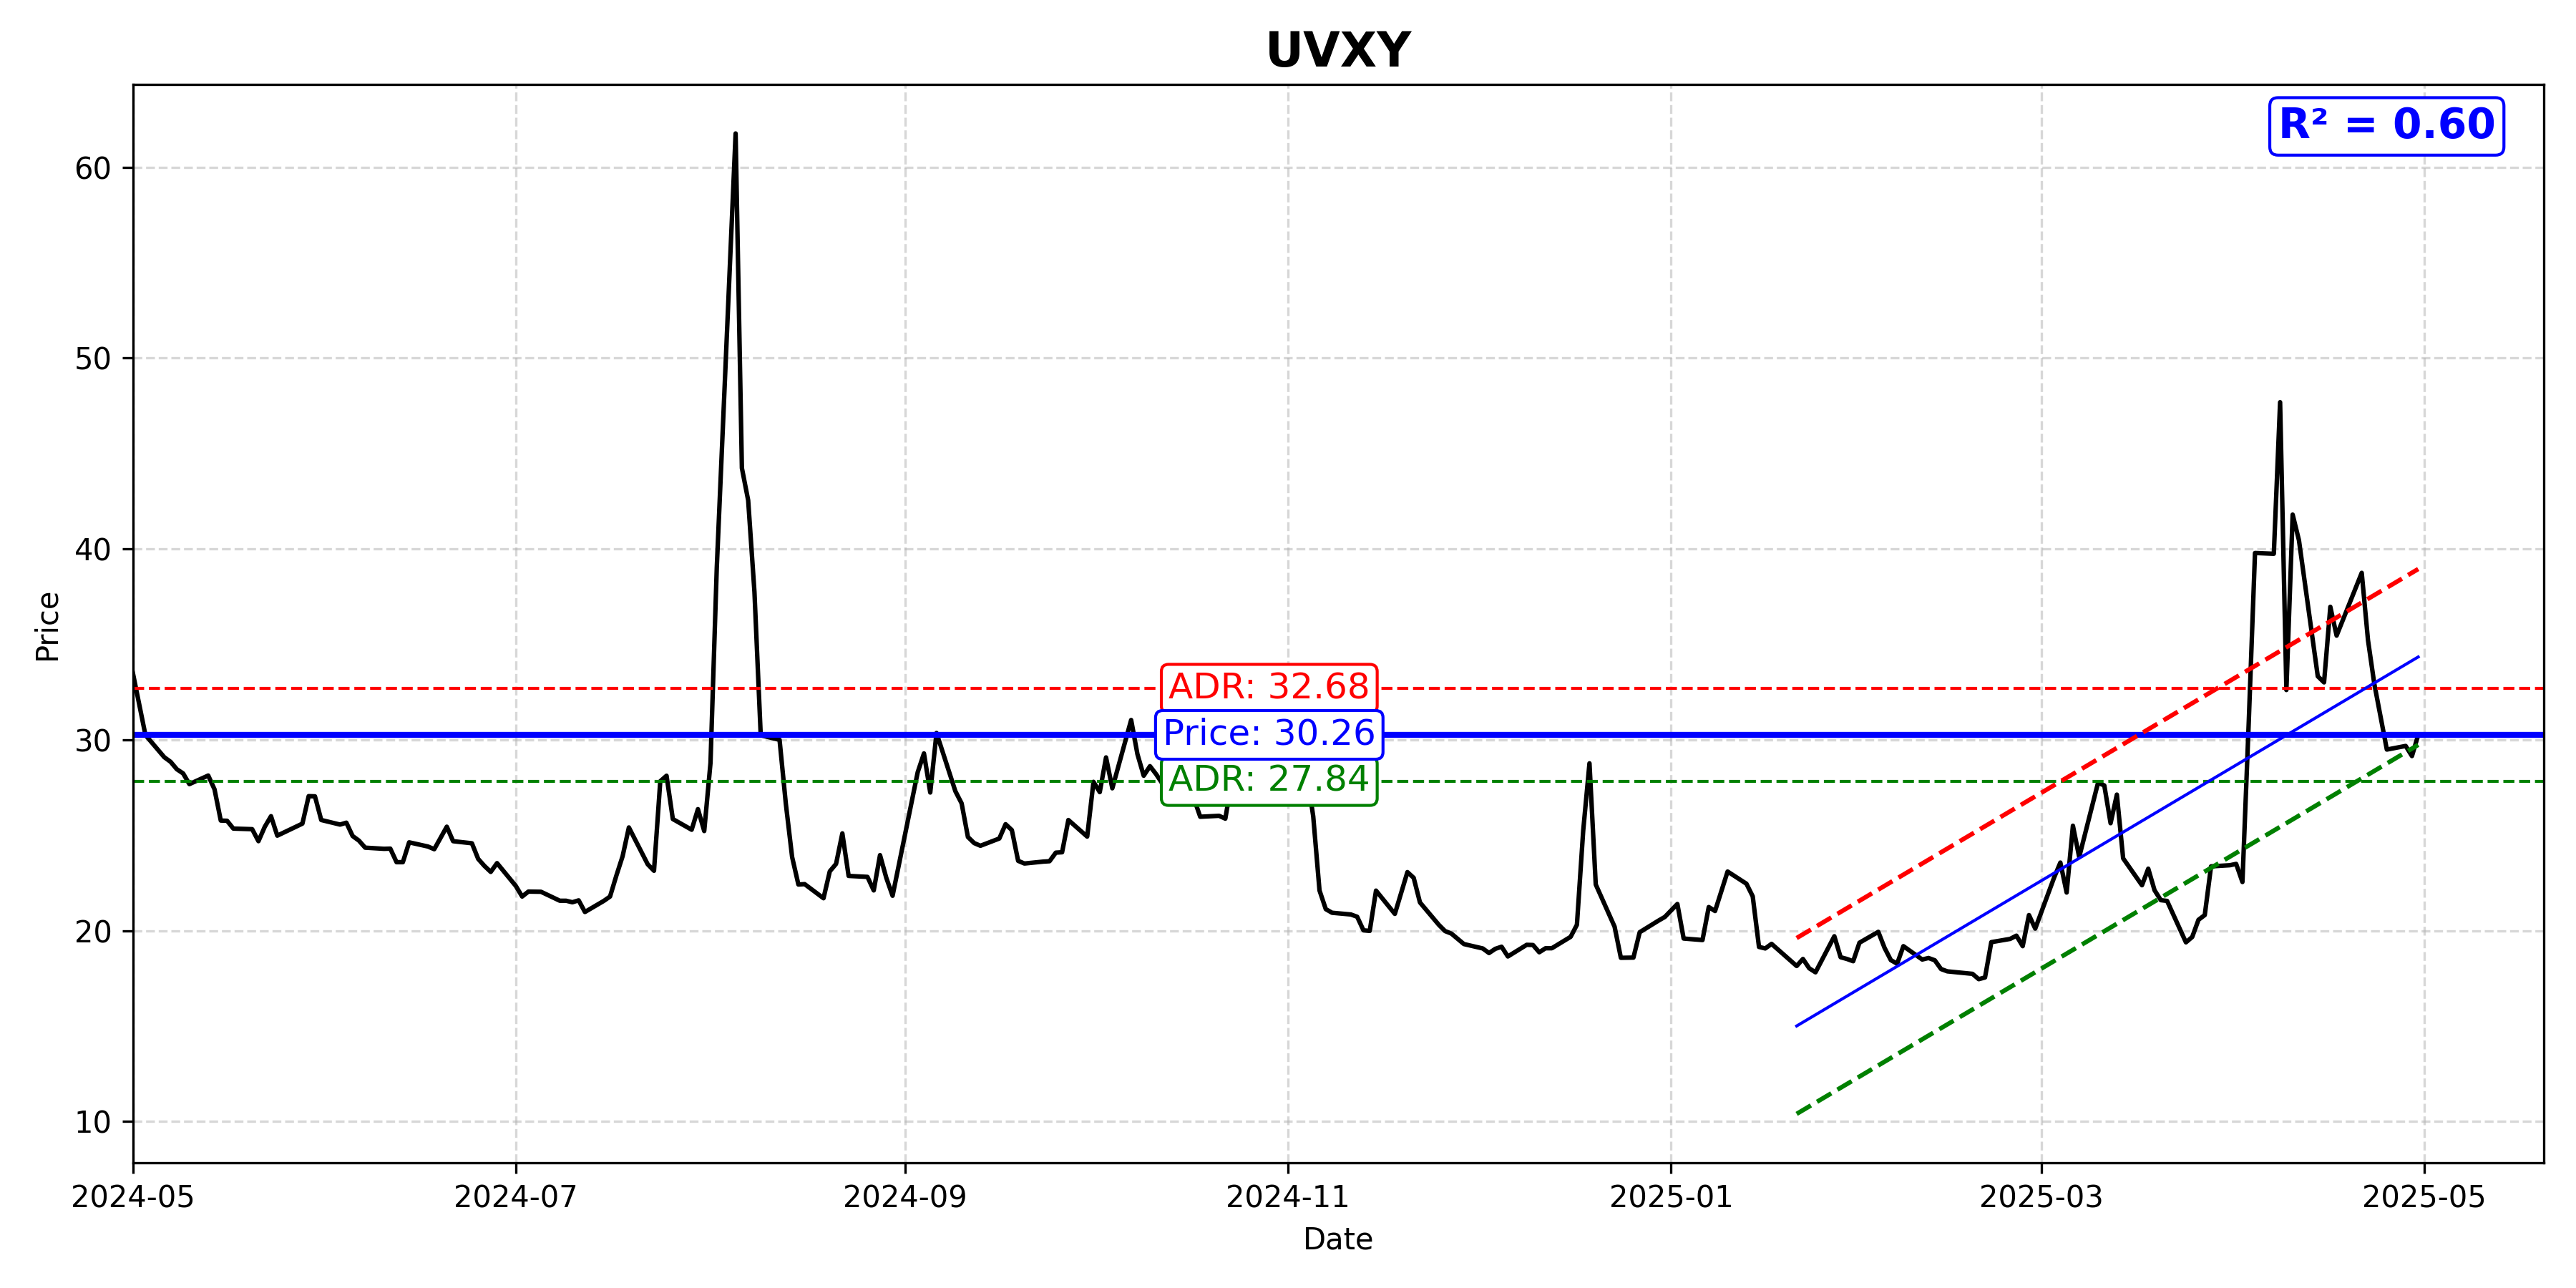 UVXY
R² = 0.60
60
50
40
30
20
10
Price
ADR: 32.68
Price: 30.26
ADR: 27.84
2024-05
2024-07
2024-09
2024-11
2025-01
2025-03
2025-05
Date